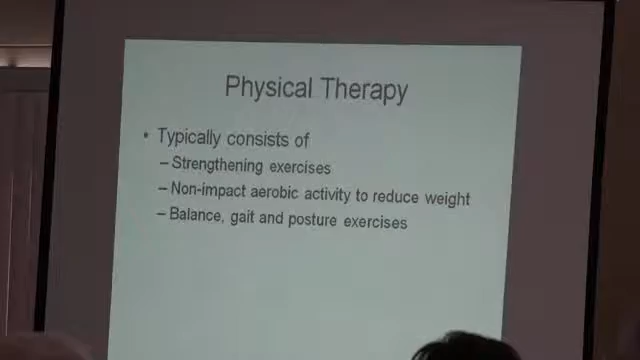 Physical Therapy
• Typically consists of
– Strengthening exercises
– Non-impact aerobic activity to reduce weight
– Balance, gait and posture exercises